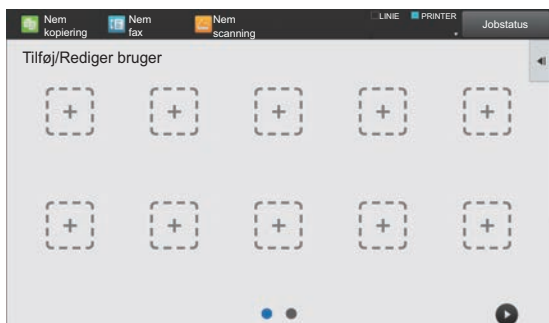 Nem kopiering
Nem fax
Nem scanning
LINIE
PRINTER
Jobstatus
Tilføj/Rediger bruger